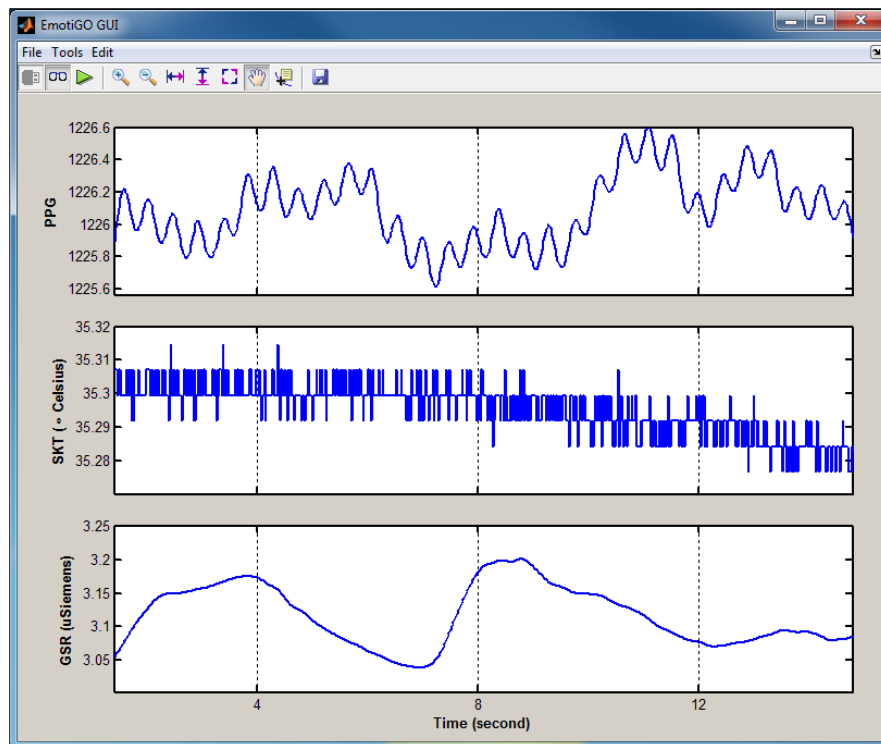 EmotiGO GUI
File Tools Edit
1226.6
1226.4
1226.2
1226
1225.8
1225.6
PPG
35.32
35.31
35.3
35.29
35.28
SKT ( ∘ Celsius)
3.25
3.2
3.15
3.1
3.05
GSR (uSiemens)
4 8 12
Time (second)